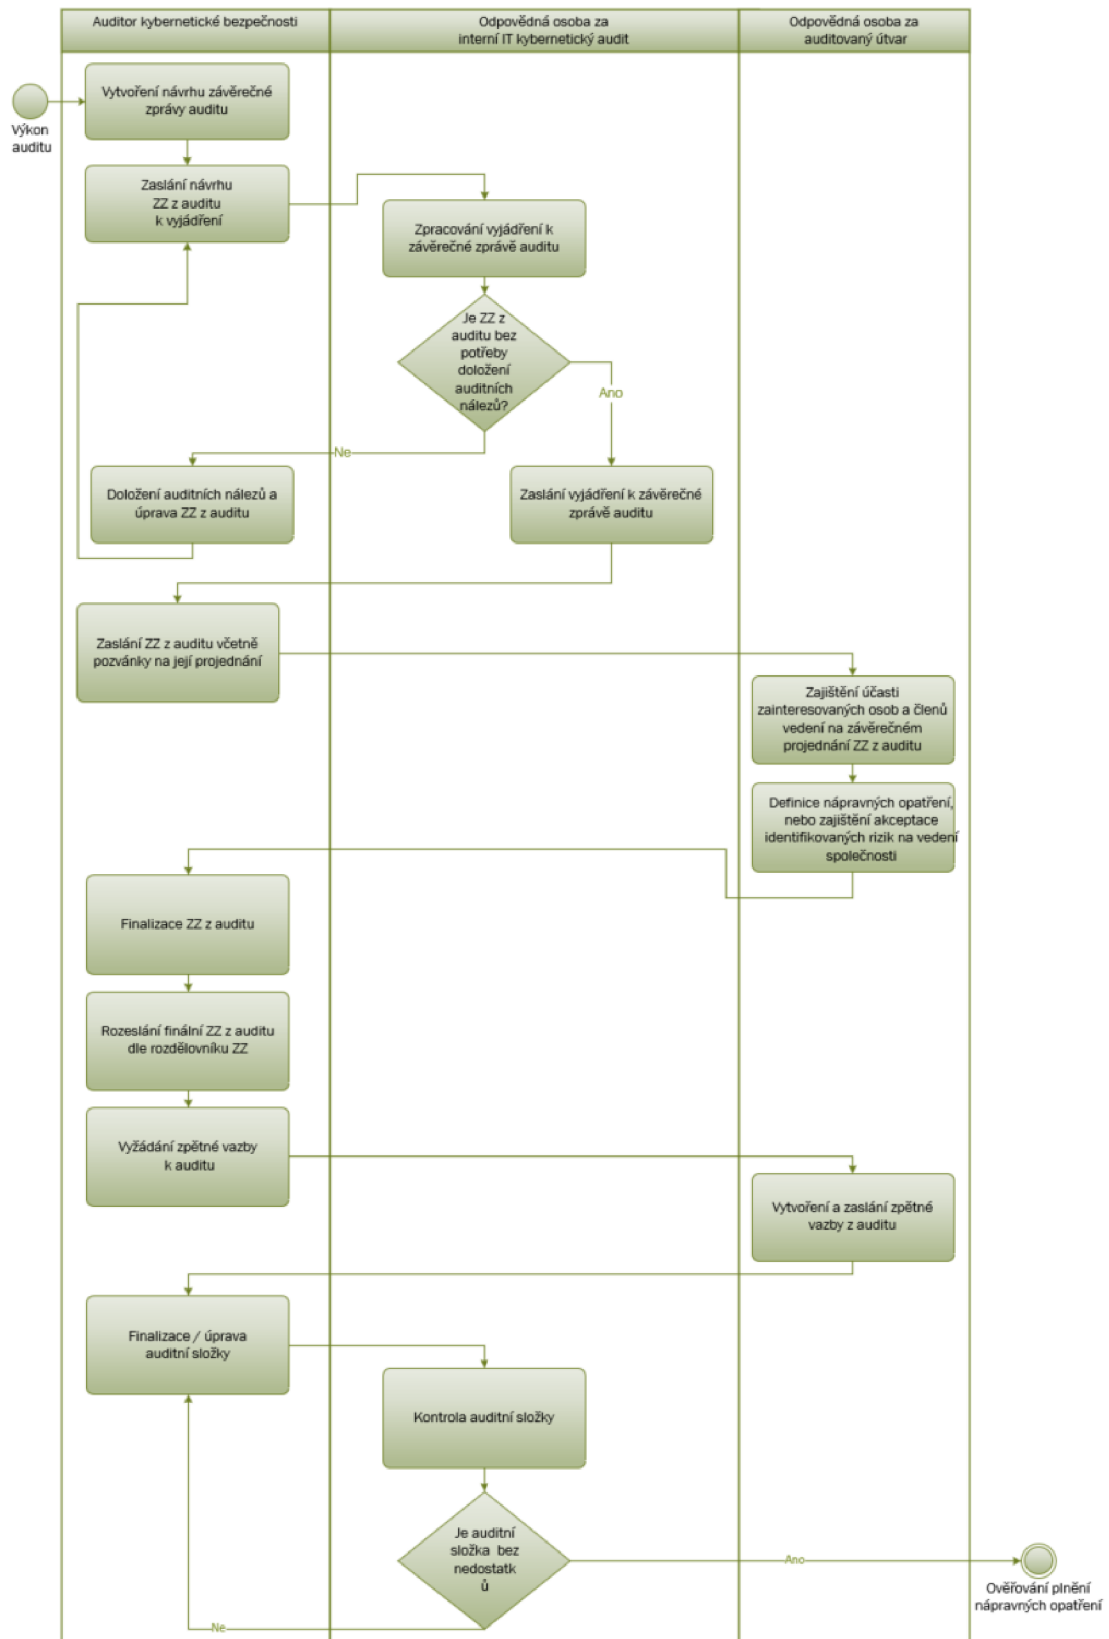 Auditor kybernetické bezpečnosti
Odpovědná osoba za
interní IT kybernetický audit
Odpovědná osoba za
auditovaný útvar
Výkon
auditu
Vytvoření návrhu závěrečné
zprávy auditu
Zaslání návrhu
ZZ z auditu
k vyjádření
Zpracování vyjádření k
závěrečné zprávě auditu
Je ZZ z
auditu bez
potřeby
doložení
auditních
nálezů?
Ano
Ne
Doložení auditních nálezů a
úprava ZZ z auditu
Zaslání vyjádření k závěrečné
zprávě auditu
Zaslání ZZ z auditu včetně
pozvánky na její projednání
Zajištění účasti
zainteresovaných osob a členů
vedení na závěrečném
projednání ZZ z auditu
Definice nápravných opatření,
nebo zajištění akceptace
identifikovaných rizik na vedení
společnosti
Finalizace ZZ z auditu
Rozeslání finální ZZ z auditu
dle rozdělovníku ZZ
Vyžádání zpětné vazby
k auditu
Vytvoření a zaslání zpětné
vazby z auditu
Finalizace / úprava
auditní složky
Kontrola auditní složky
Je auditní
složka bez
nedostatk
ů
Ano
Ne
Ověřování plnění
nápravných opatření